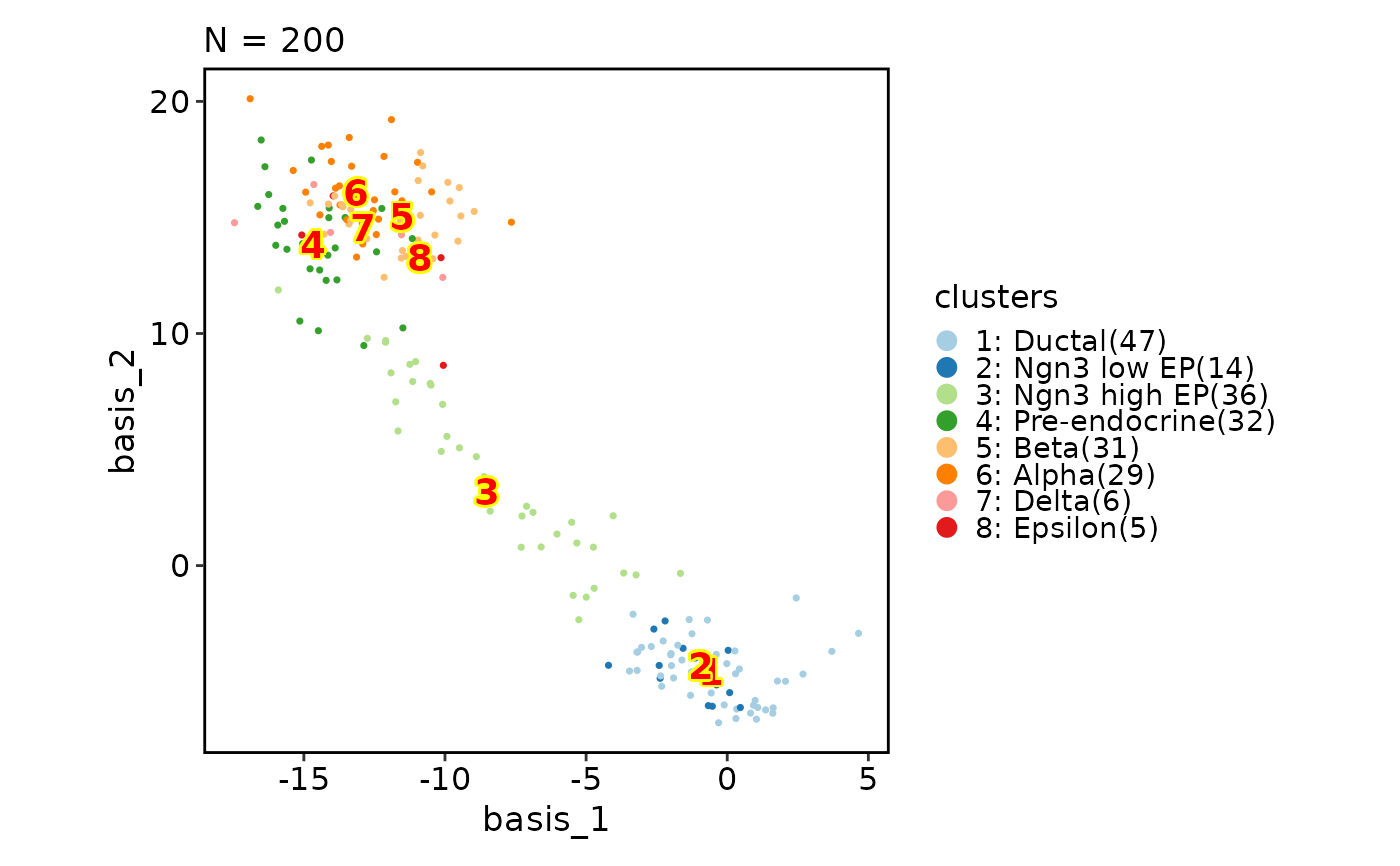 N = 200
20
10
0
basis_2
6
5
7
4
8
3
2
1
-15
-10
-5
0
5
basis_1
clusters
1: Ductal(47)
2: Ngn3 low EP(14)
3: Ngn3 high EP(36)
4: Pre-endocrine(32)
5: Beta(31)
6: Alpha(29)
7: Delta(6)
8: Epsilon(5)